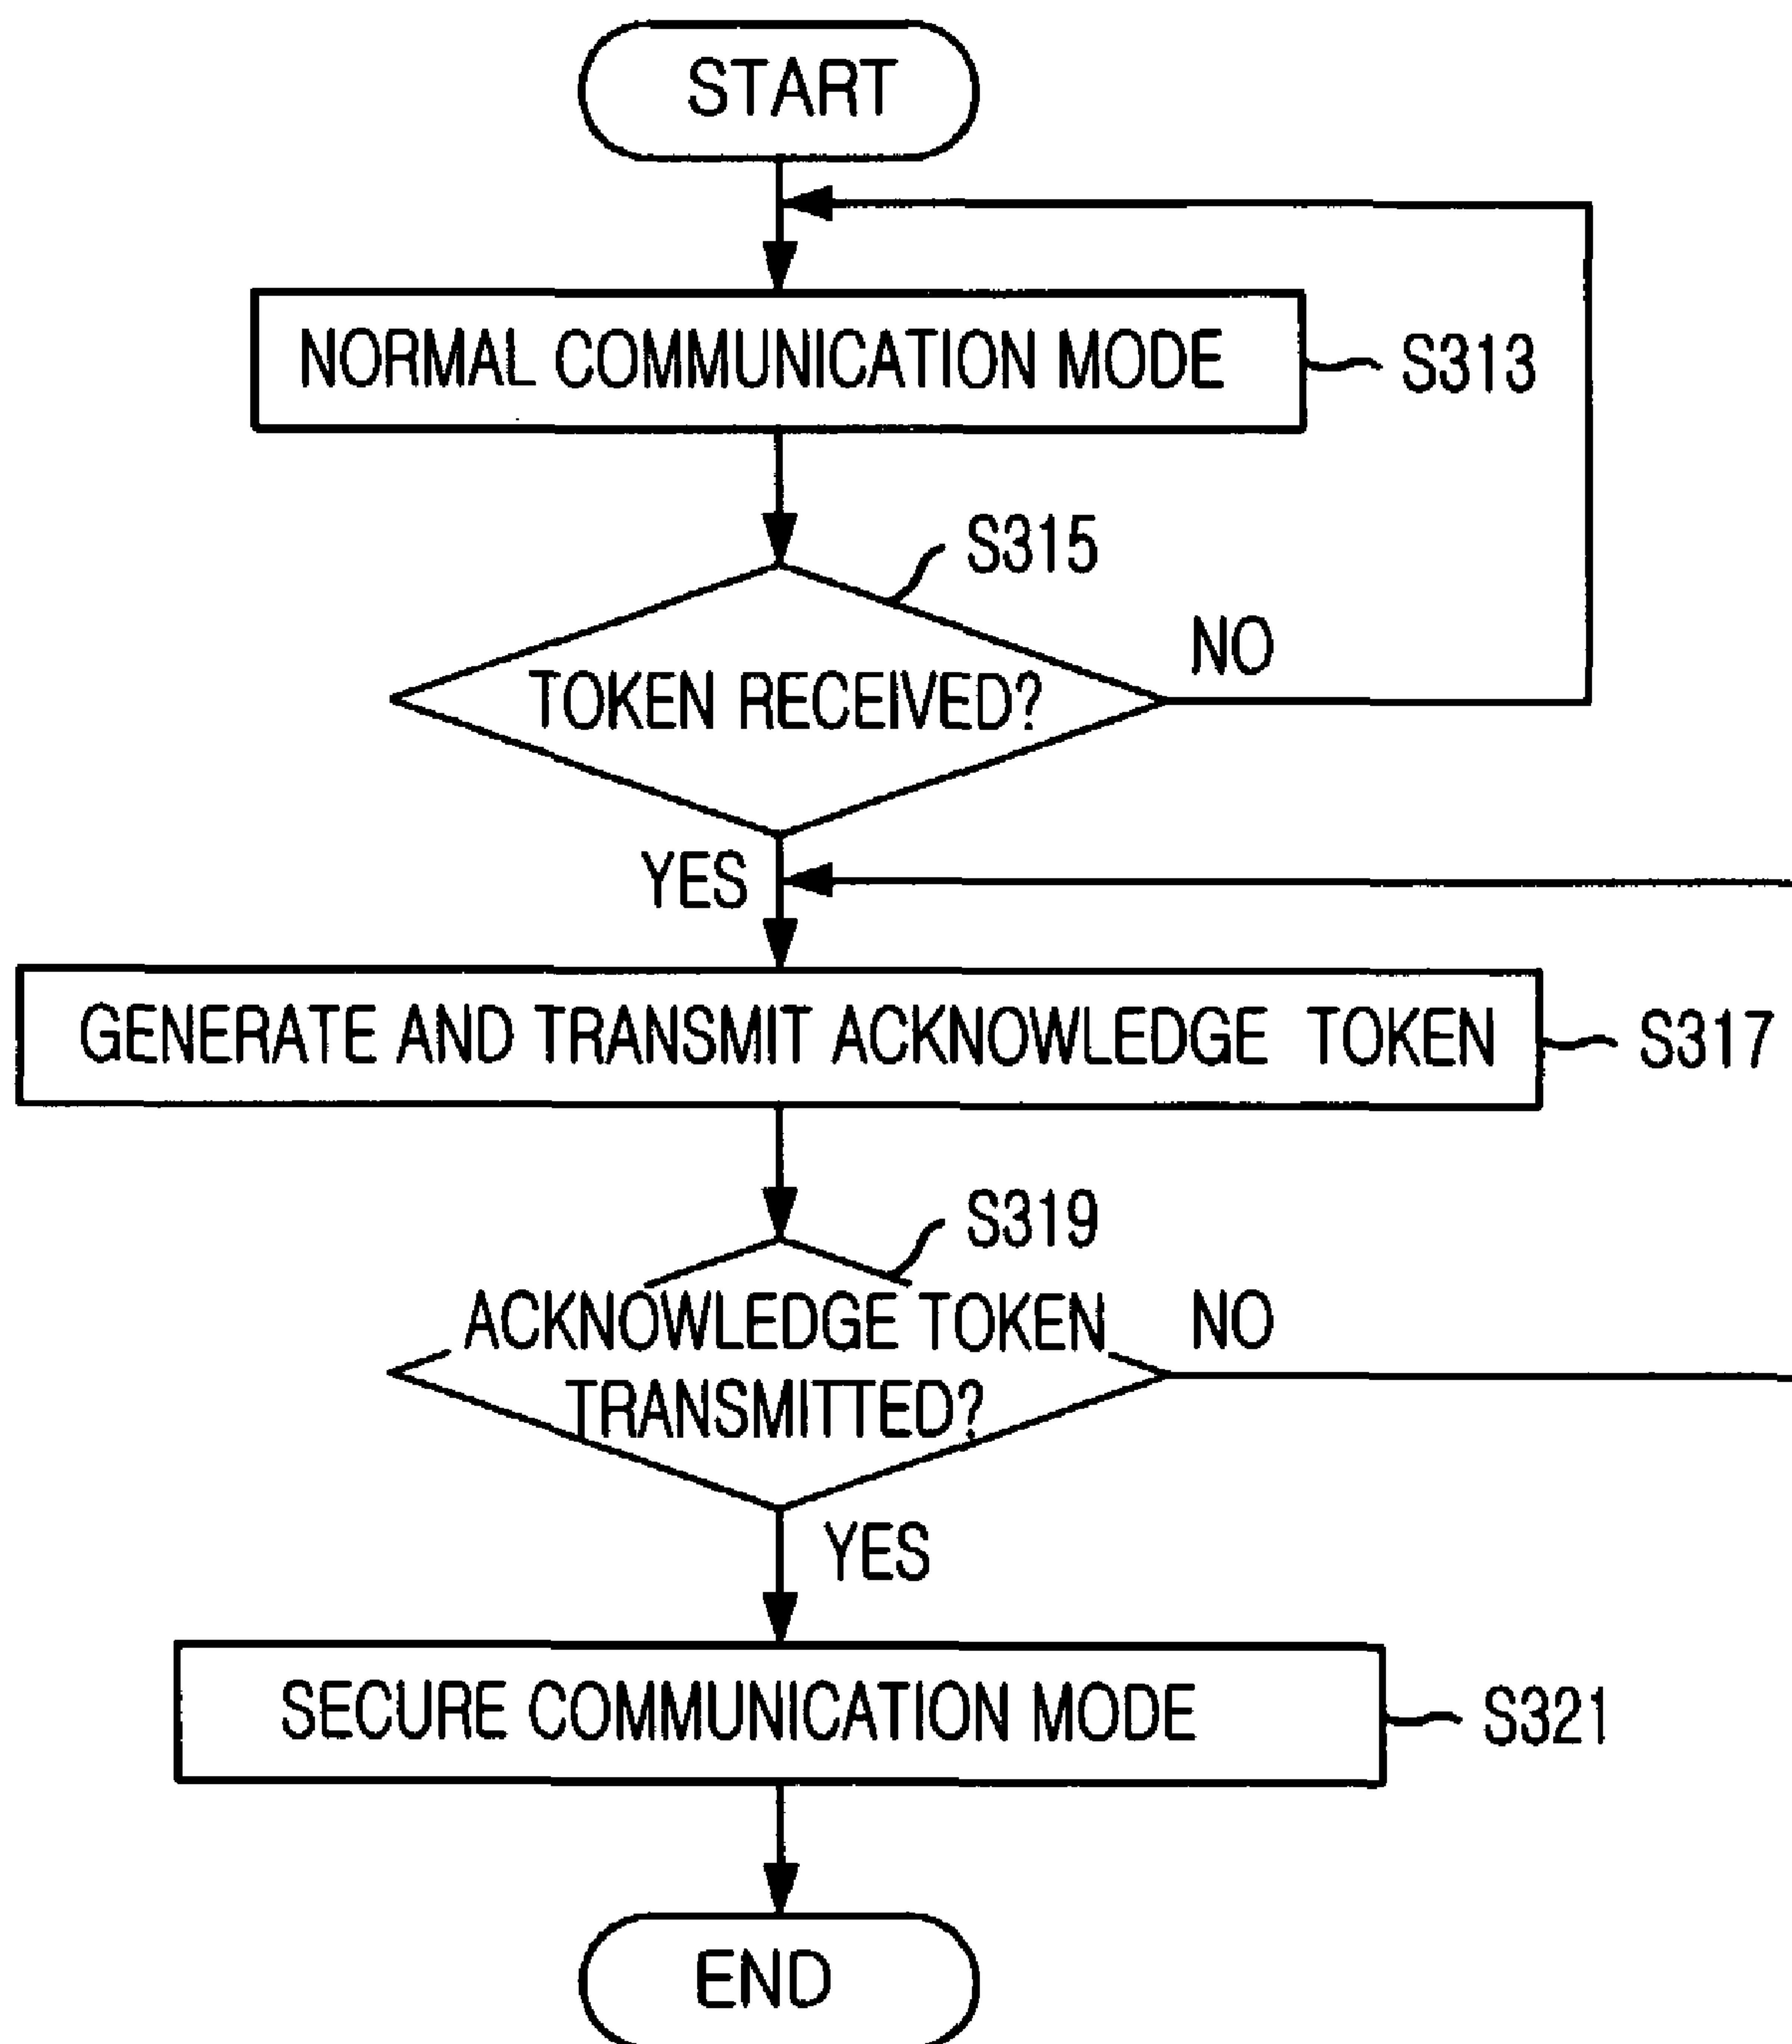 START
NORMAL COMMUNICATION MODE
S313
S315
TOKEN RECEIVED?
NO
YES
GENERATE AND TRANSMIT ACKNOWLEDGE TOKEN
S317
S319
ACKNOWLEDGE TOKEN
TRANSMITTED?
NO
YES
SECURE COMMUNICATION MODE
S321
END